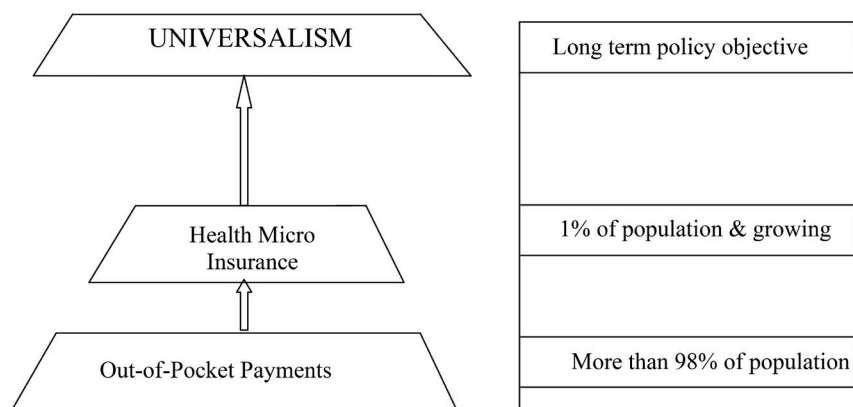 UNIVERSALISM
Long term policy objective
Health Micro
Insurance
1% of population & growing
Out-of-Pocket Payments
More than 98% of population